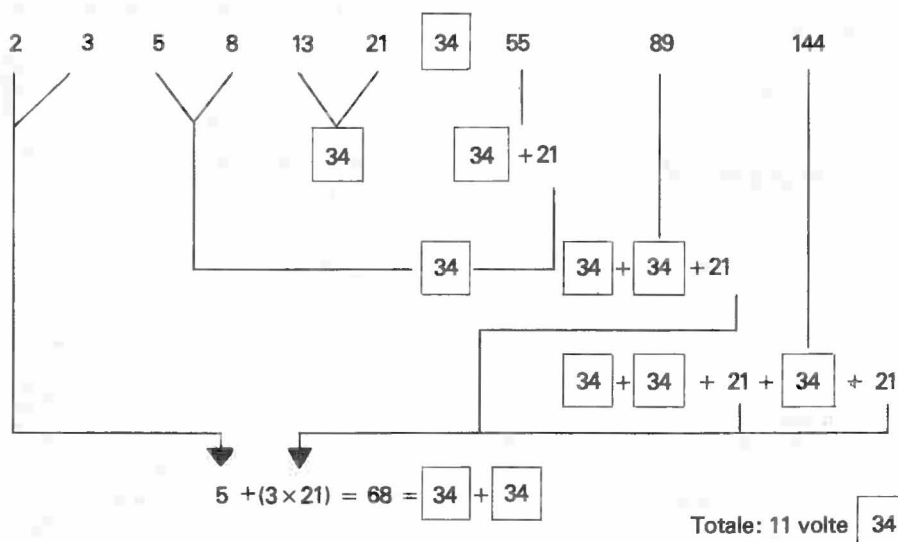 2 3 5 8 13 21 34 55 89 144
34 34 + 21
34 34 + 34 + 21
34 + 34 + 21 + 34 + 21
5 + (3 × 21) = 68 = 34 + 34
Totale: 11 volte 34